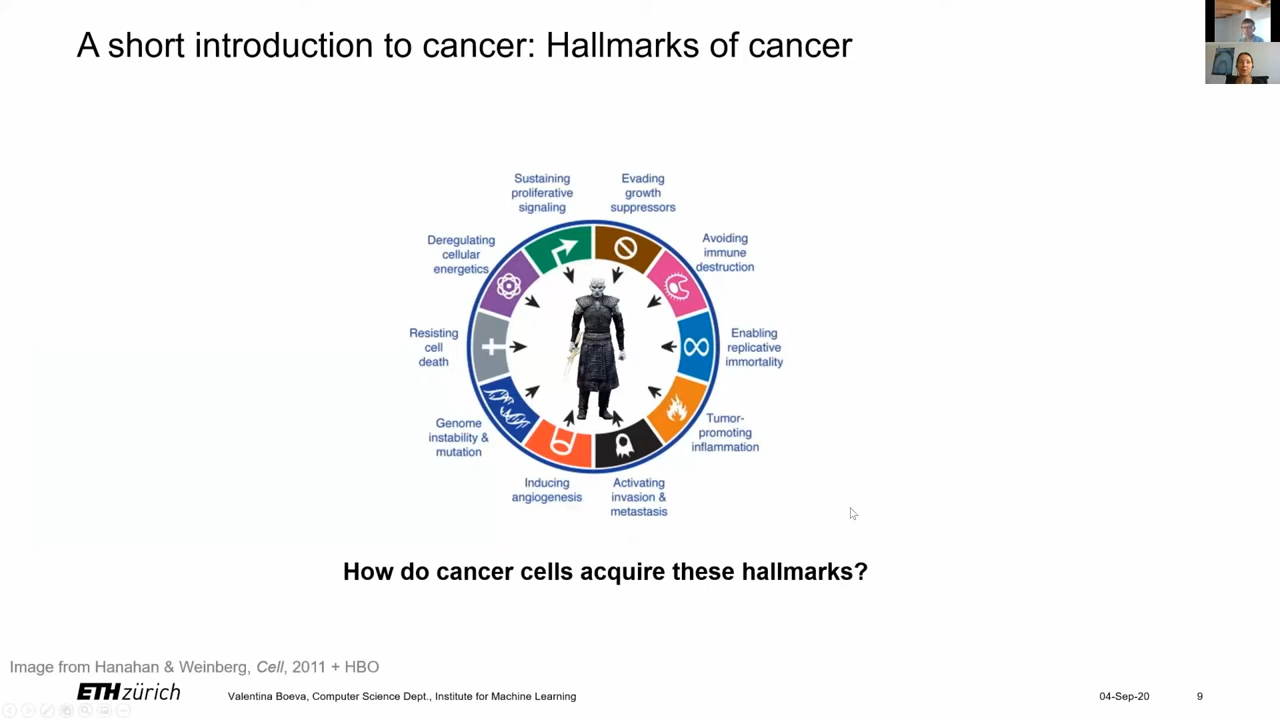 A short introduction to cancer: Hallmarks of cancer
Sustaining
proliferative
signaling
Evading
growth
suppressors
Deregulating
cellular
energetics
Avoiding
immune
destruction
Resisting
cell
death
Enabling
replicative
immortality
Genome
instability &
mutation
Tumor-
promoting
inflammation
Inducing
angiogenesis
Activating
invasion &
metastasis
How do cancer cells acquire these hallmarks?
Image from Hanahan & Weinberg, Cell, 2011 + HBO
ETH zürich
Valentina Boeva, Computer Science Dept., Institute for Machine Learning
04-Sep-20
9